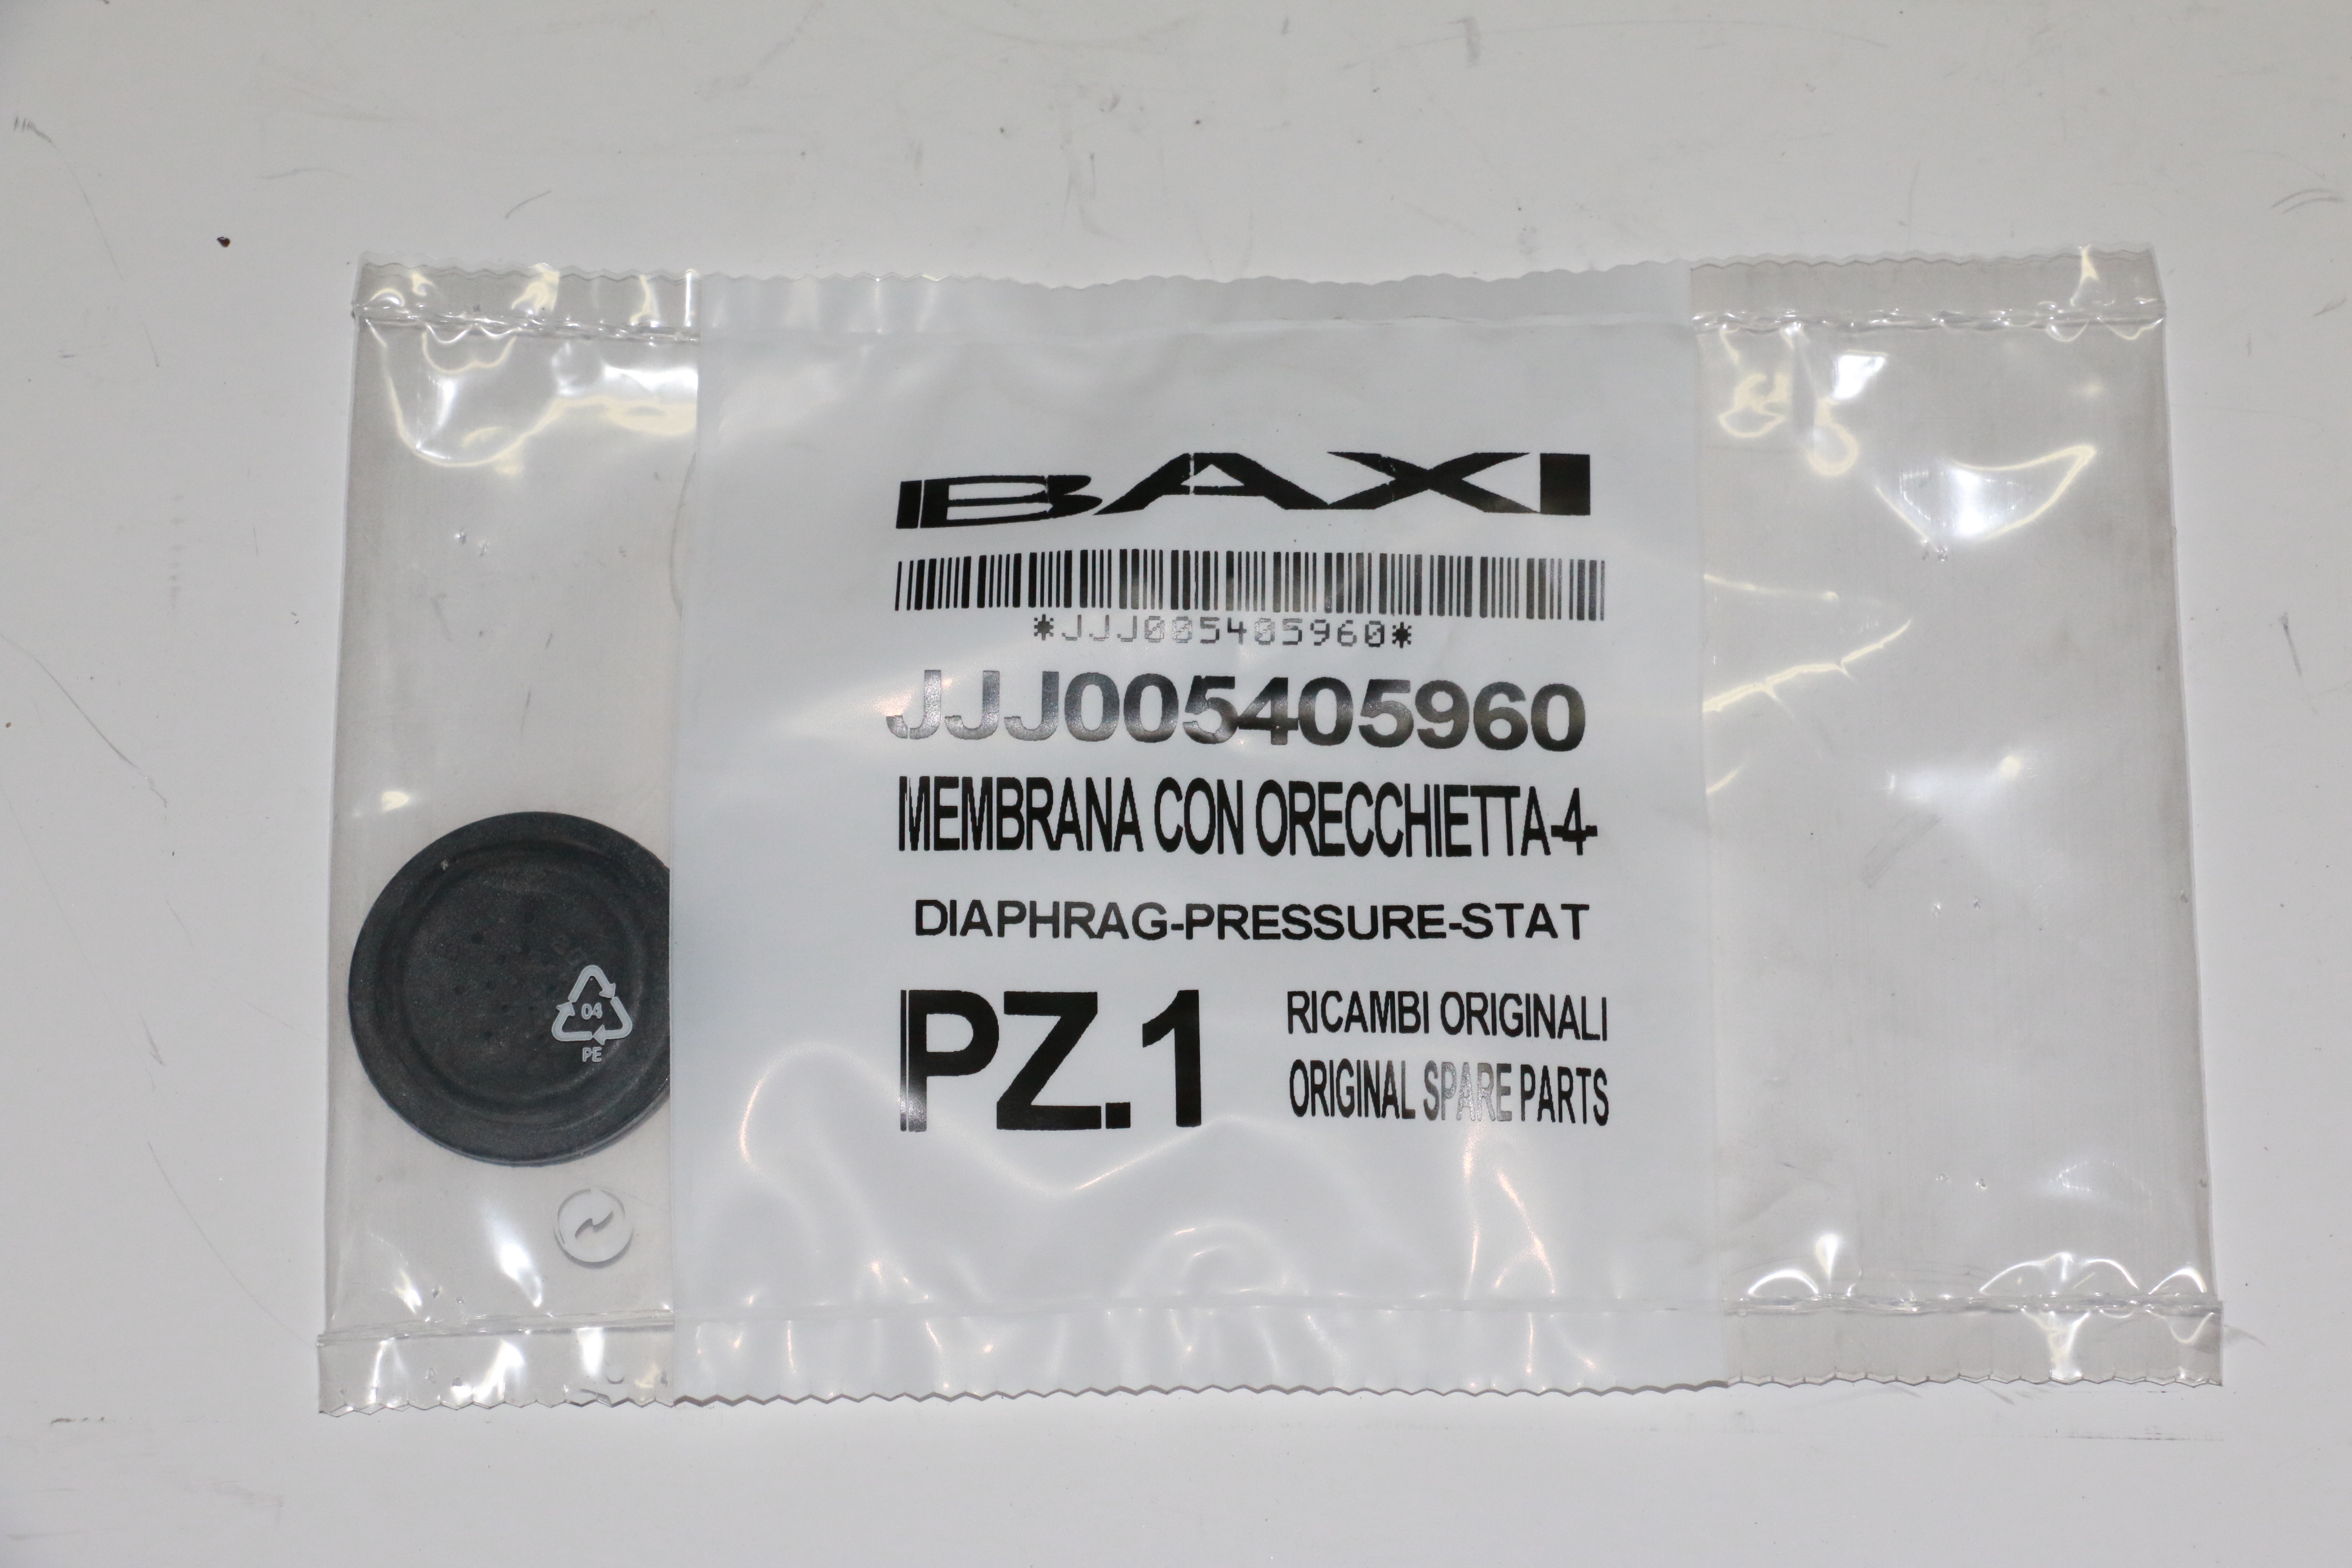 BAXI
*JJJ005405960*
JJJ005405960
MEMBRANA CON ORECCHIETTA-4-
DIAPHRAG-PRESSURE-STAT
PZ.1
RICAMBI ORIGINALI
ORIGINAL SPARE PARTS
04
PE